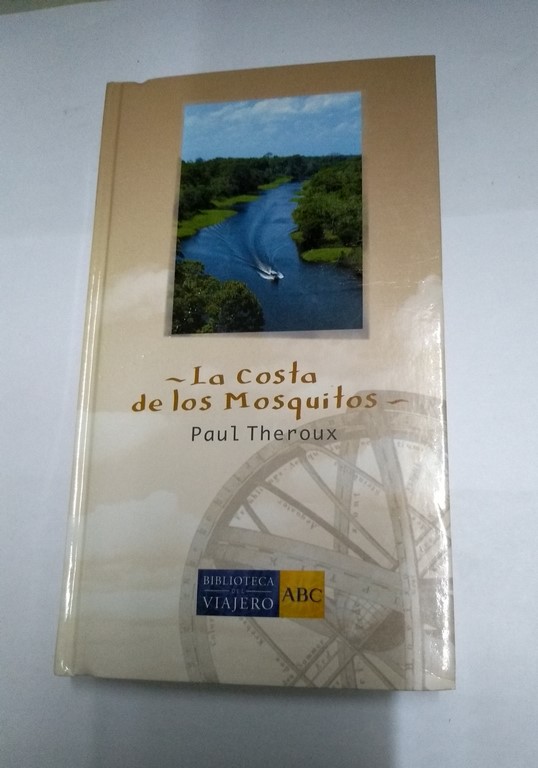 ~ La Costa
de los Mosquitos ~
Paul Theroux
BIBLIOTECA
DEL
VIAJERO
ABC